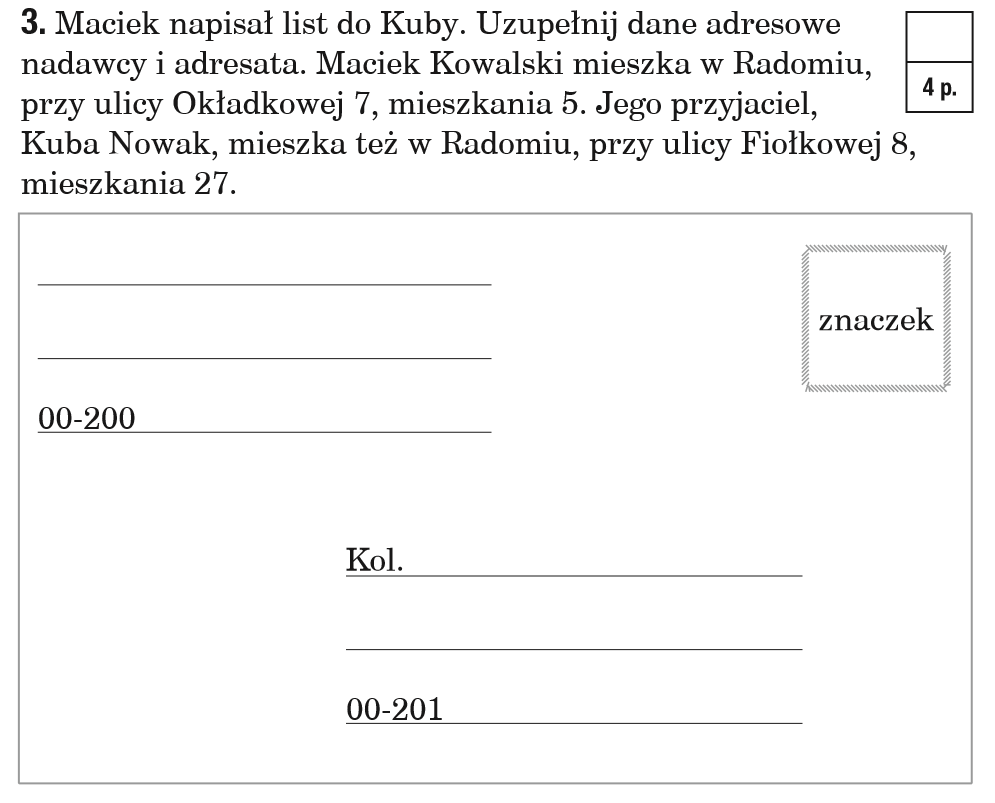 3. Maciek napisał list do Kuby. Uzupełnij dane adresowe
nadawcy i adresata. Maciek Kowalski mieszka w Radomiu,
przy ulicy Okładkowej 7, mieszkania 5. Jego przyjaciel,
Kuba Nowak, mieszka też w Radomiu, przy ulicy Fiołkowej 8,
mieszkania 27.
4 p.
znaczek
00-200
Kol.
00-201